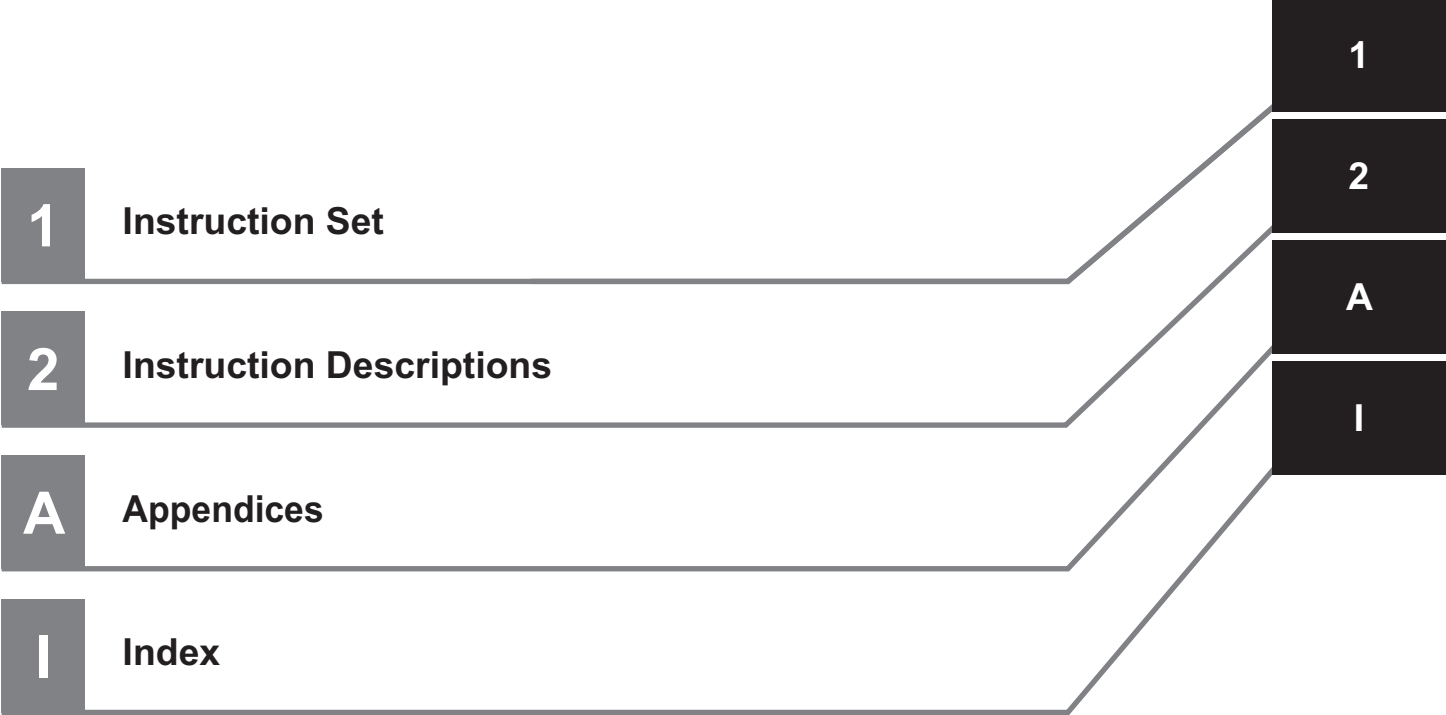 1
2
A
I
1 Instruction Set
2 Instruction Descriptions
A Appendices
I Index